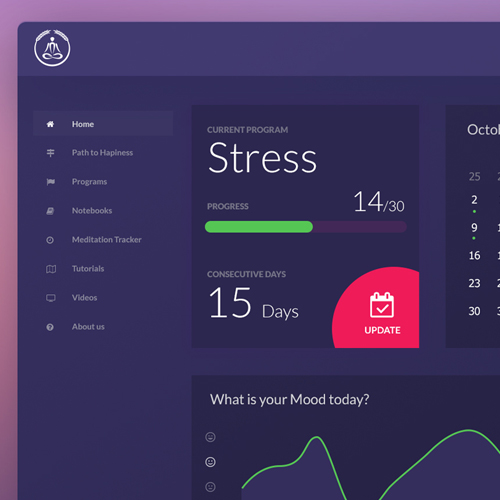 Home
Path to Hapiness
Programs
Notebooks
Meditation Tracker
Tutorials
Videos
About us
CURRENT PROGRAM
Stress
PROGRESS
14/30
CONSECUTIVE DAYS
15 Days
UPDATE
Octo
25
2
9
16
23
30
What is your Mood today?